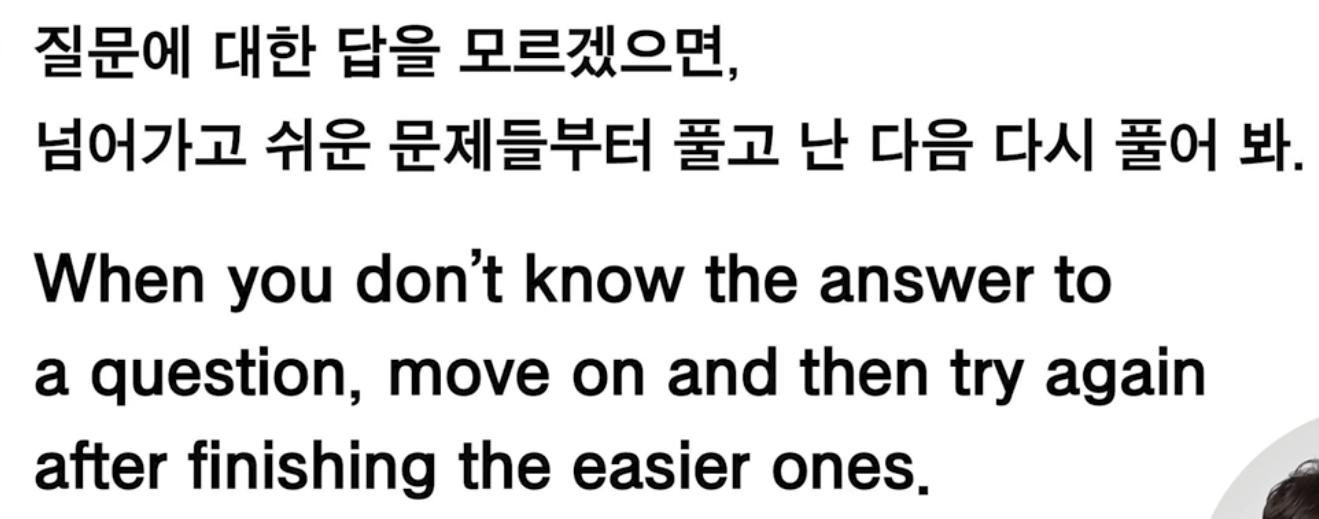 질문에 대한 답을 모르겠으면,
넘어가고 쉬운 문제들부터 풀고 난 다음 다시 풀어 봐.
When you don’t know the answer to
a question, move on and then try again
after finishing the easier ones.